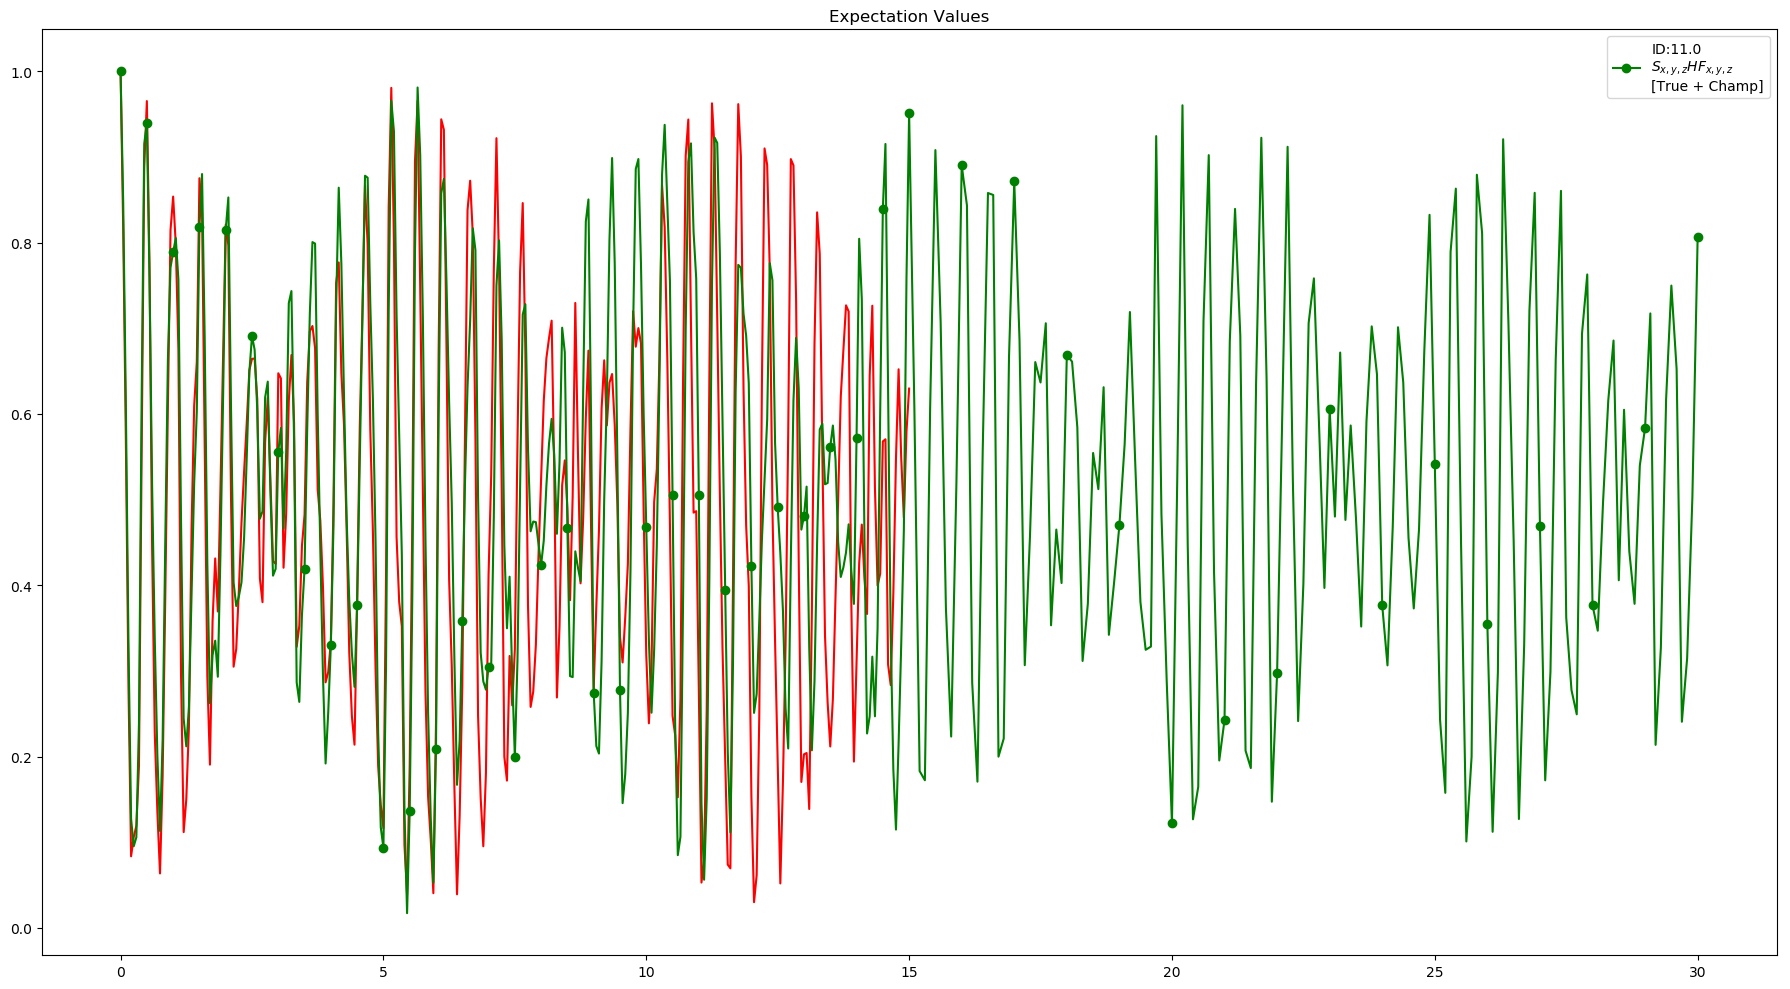 Expectation Values
ID:11.0
$S_{x,y,z}HF_{x,y,z}$
[True + Champ]
1.0
0.8
0.6
0.4
0.2
0.0
0 5 10 15 20 25 30